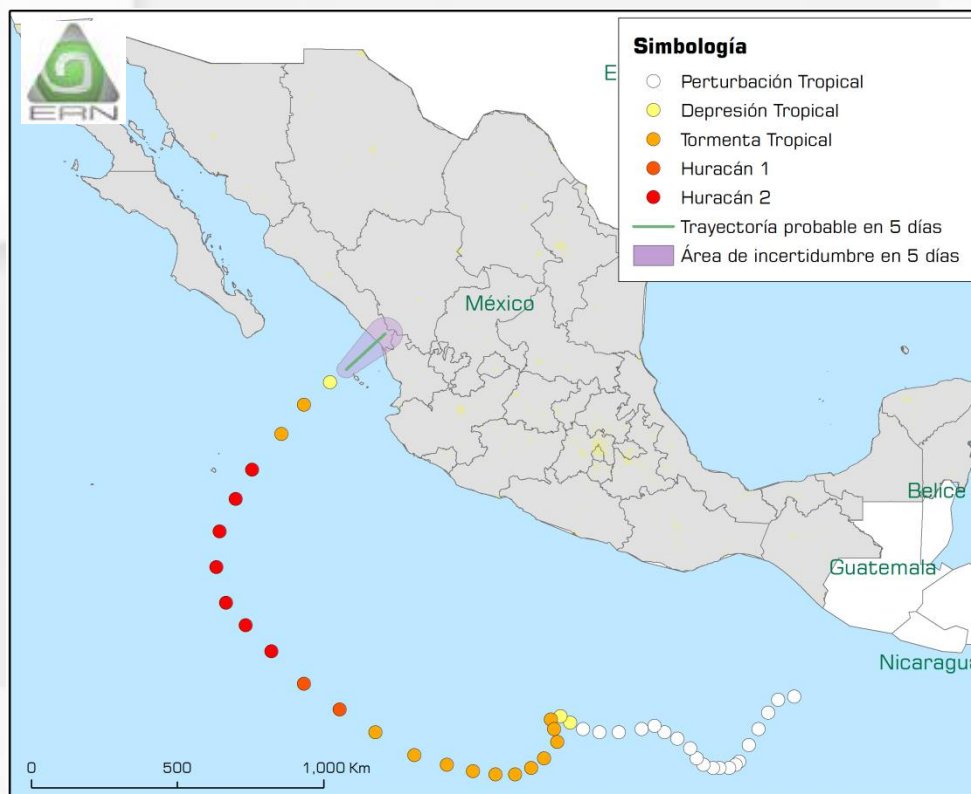 ERN
E
Simbología
Perturbación Tropical
Depresión Tropical
Tormenta Tropical
Huracán 1
Huracán 2
Trayectoría probable en 5 días
Área de incertidumbre en 5 días
México
Belice
Guatemala
Nicaragua
0 500 1,000 Km